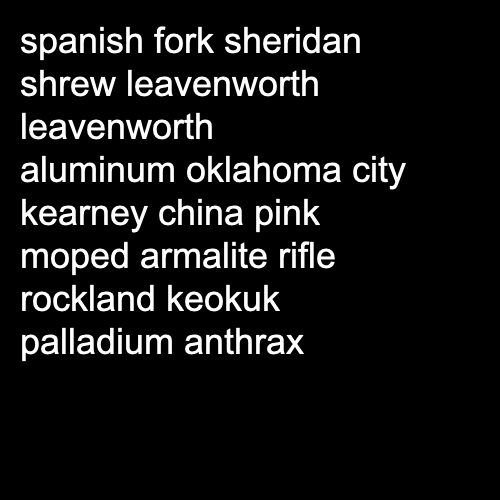 spanish fork sheridan
shrew leavenworth
leavenworth
aluminum oklahoma city
kearney china pink
moped armalite rifle
rockland keokuk
palladium anthrax